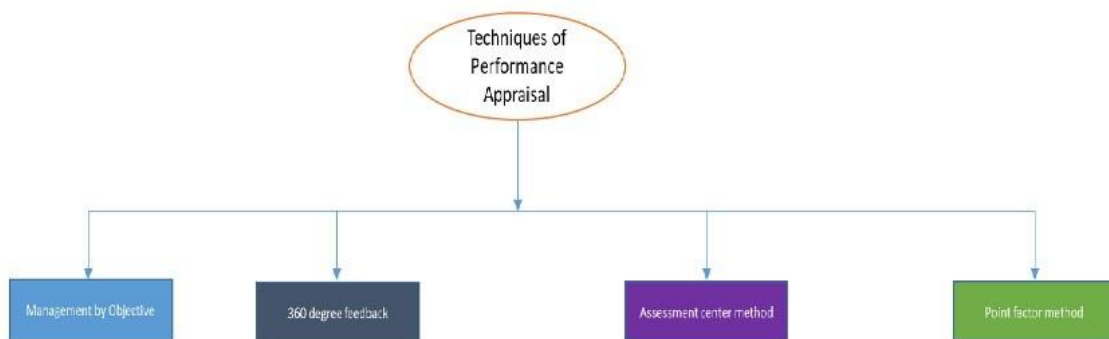 Techniques of
Performance
Appraisal
Management by Objective
360 degree feedback
Assessment center method
Point factor method